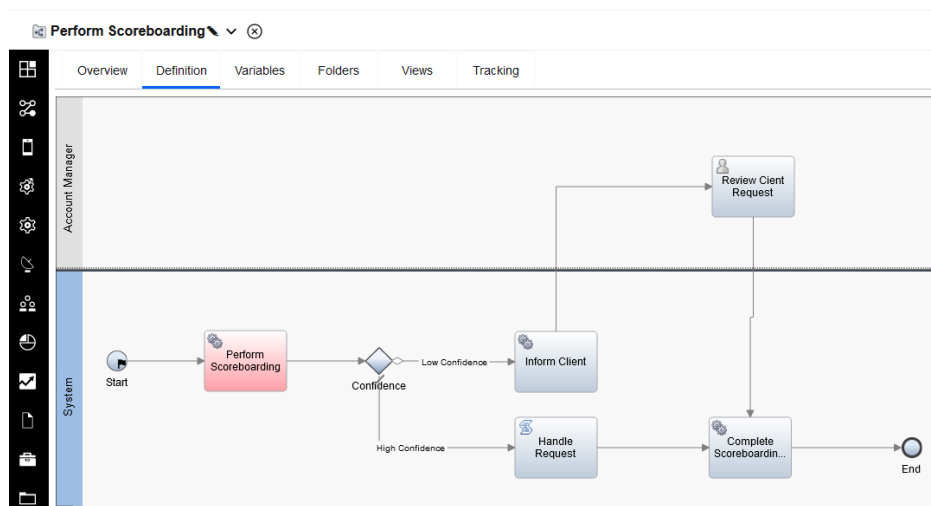 Perform Scoreboarding
Overview
Definition
Variables
Folders
Views
Tracking
Account Manager
Review Cient
Request
System
Start
Perform
Scoreboarding
Confidence
Low Confidence
Inform Client
High Confidence
Handle
Request
Complete
Scoreboardin...
End